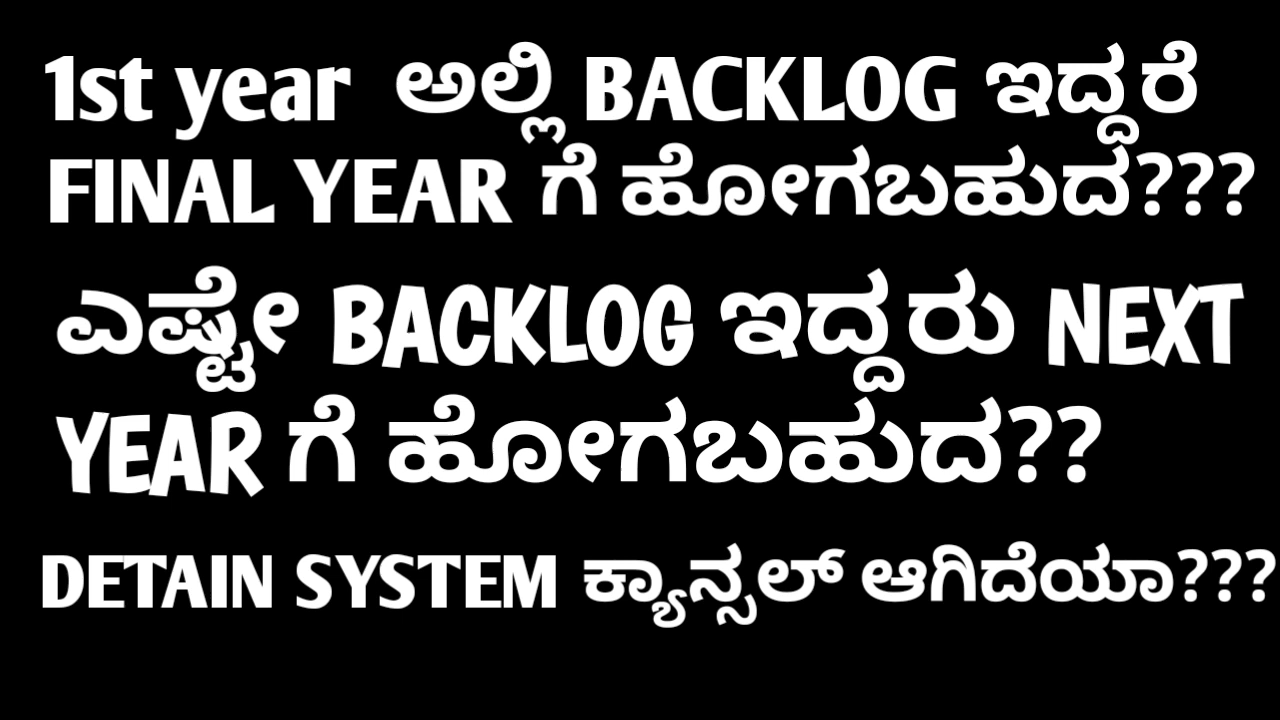 1st year ಅಲ್ಲಿ BACKLOG ಇದ್ದರೆ
FINAL YEAR ಗೆ ಹೋಗಬಹುದ???
ಎಷ್ಟೇ BACKLOG ಇದ್ದರು NEXT
YEAR ಗೆ ಹೋಗಬಹುದ??
DETAIN SYSTEM ಕ್ಯಾನ್ಸಲ್ ಆಗಿದೆಯಾ???